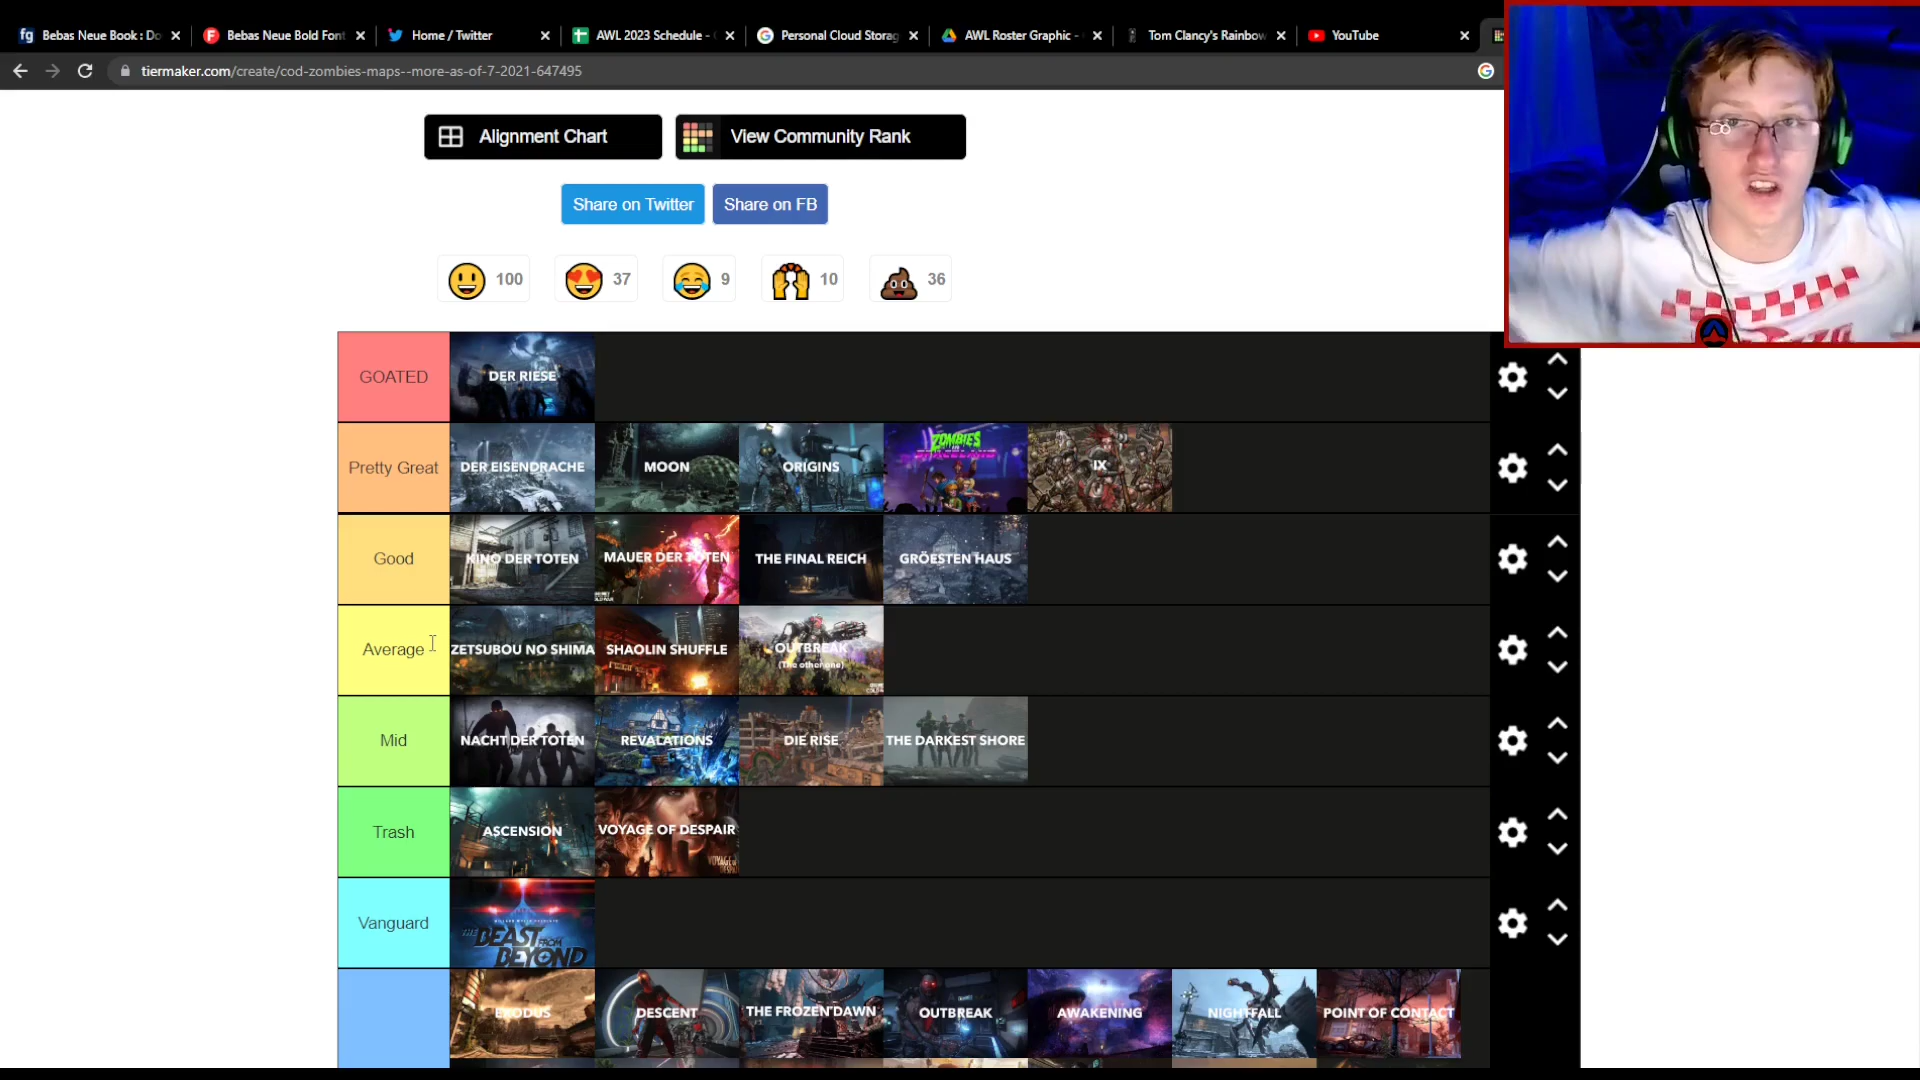 Bebas Neue Book : Do
Bebas Neue Bold Font
Home / Twitter
AWL 2023 Schedule -
Personal Cloud Storag
AWL Roster Graphic -
Tom Clancy's Rainbow
YouTube
tiermaker.com/create/cod-zombies-maps--more-as-of-7-2021-647495
Alignment Chart
View Community Rank
Share on Twitter
Share on FB
100
37
9
10
36
GOATED
DER RIESE
Pretty Great
DER EISENDRACHE
MOON
ORIGINS
ZOMBIES
SPACELAND
IX
Good
KINO DER TOTEN
MAUER DER TOTEN
THE FINAL REICH
GRÖESTEN HAUS
Average
ZETSUBOU NO SHIMA
SHAOLIN SHUFFLE
OUTBREAK
(The other one)
Mid
NACHT DER TOTEN
REVALATIONS
DIE RISE
THE DARKEST SHORE
Trash
ASCENSION
VOYAGE OF DESPAIR
Vanguard
THE BEAST FROM
BEYOND
EXODUS
DESCENT
THE FROZEN DAWN
OUTBREAK
AWAKENING
NIGHTFALL
POINT OF CONTACT